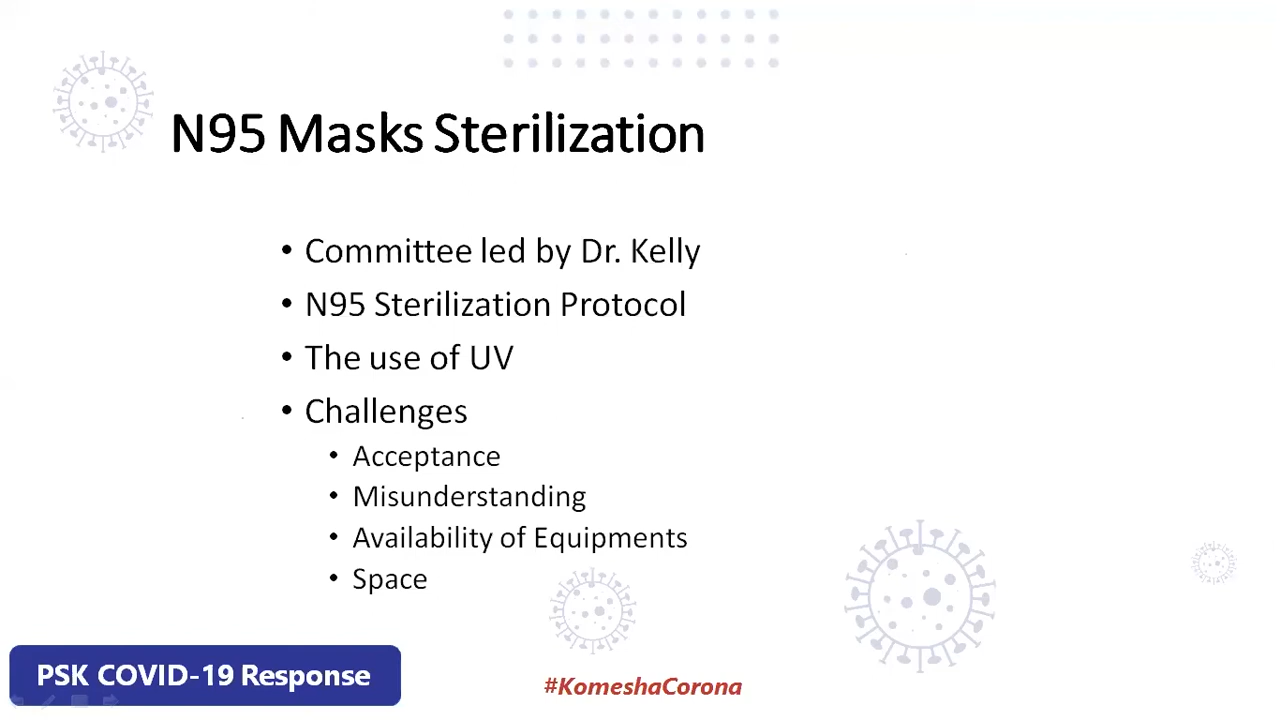 N95 Masks Sterilization
• Committee led by Dr. Kelly
• N95 Sterilization Protocol
• The use of UV
• Challenges
• Acceptance
• Misunderstanding
• Availability of Equipments
• Space
PSK COVID-19 Response
#KomeshaCorona